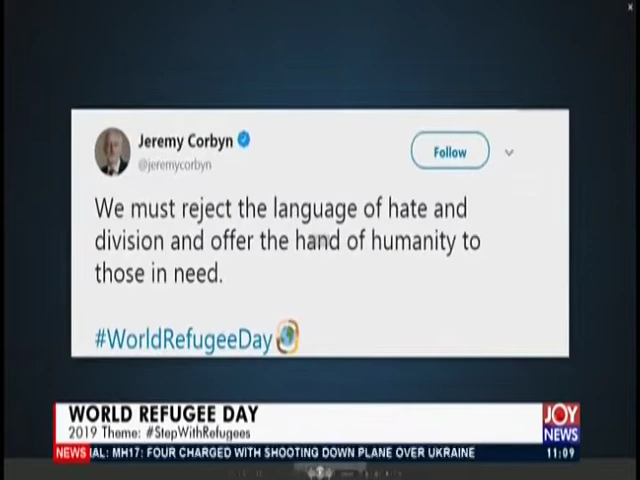 Jeremy Corbyn
@jeremycorbyn
Follow
We must reject the language of hate and
division and offer the hand of humanity to
those in need.
#WorldRefugeeDay
WORLD REFUGEE DAY
2019 Theme: #StepWithRefugees
JOY
NEWS
NEWS IAL: MH17: FOUR CHARGED WITH SHOOTING DOWN PLANE OVER UKRAINE
11:09